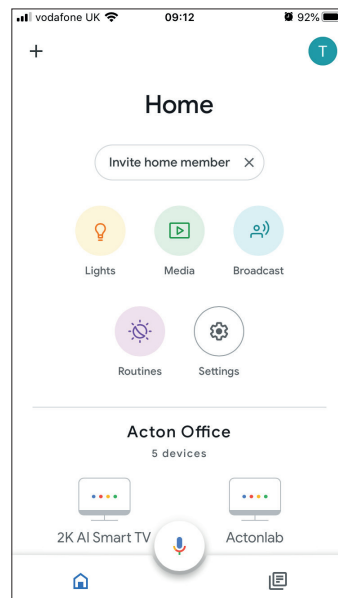 vodafone UK 09:12 92%
T
Home
Invite home member
Lights Media Broadcast
Routines Settings
Acton Office
5 devices
2K AI Smart TV Actonlab